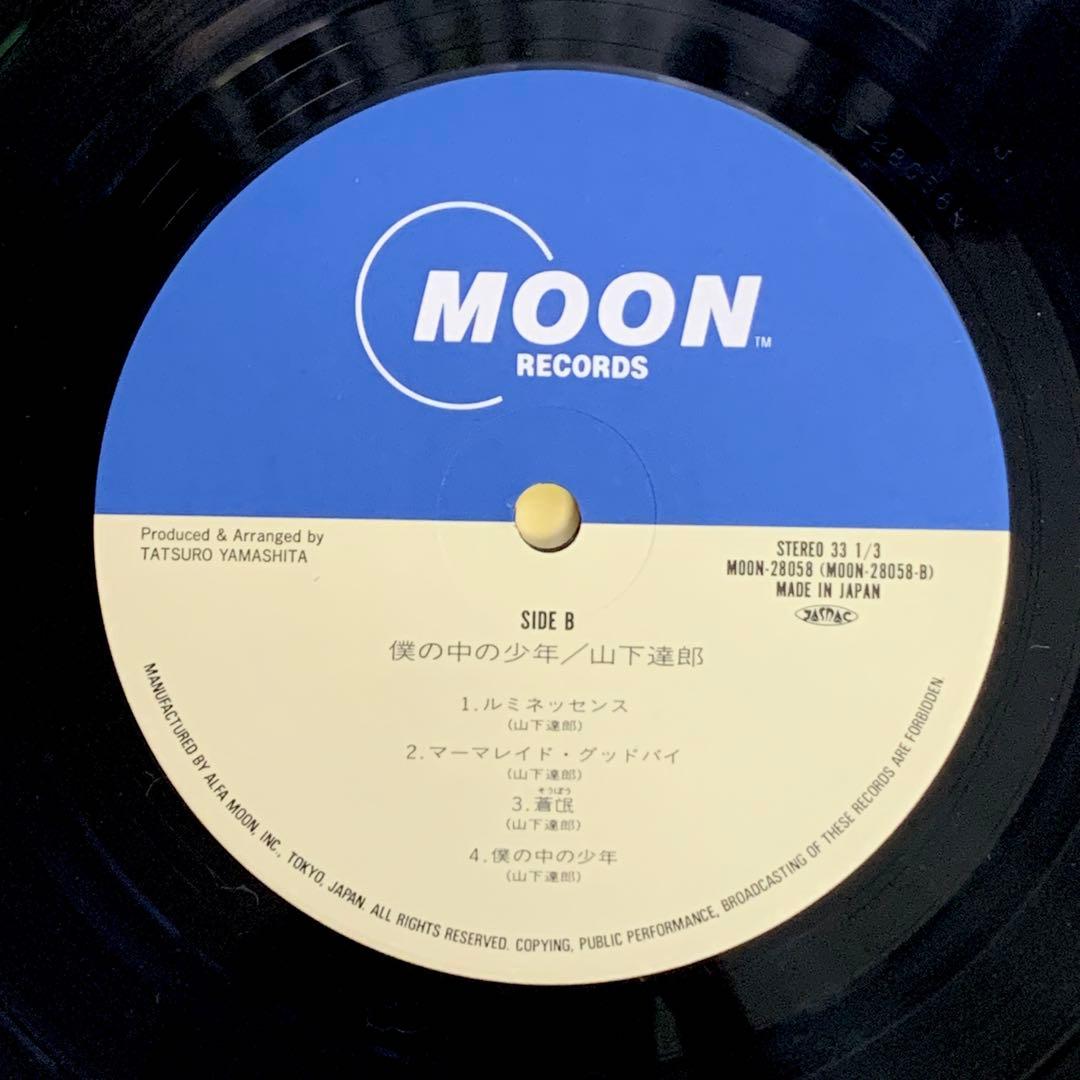 MOON™
RECORDS
Produced & Arranged by
TATSURO YAMASHITA
STEREO 33 1/3
MOON-28058 (MOON-28058-B)
MADE IN JAPAN
JASRAC
SIDE B
僕の中の少年／山下達郎
1.ルミネッセンス
(山下達郎)
2.マーマレイド・グッドバイ
(山下達郎)
そうぼう
3.蒼氓
(山下達郎)
4.僕の中の少年
(山下達郎)
MANUFACTURED BY ALFA MOON, INC., TOKYO, JAPAN. ALL RIGHTS RESERVED. COPYING, PUBLIC PERFORMANCE, BROADCASTING OF THESE RECORDS ARE FORBIDDEN